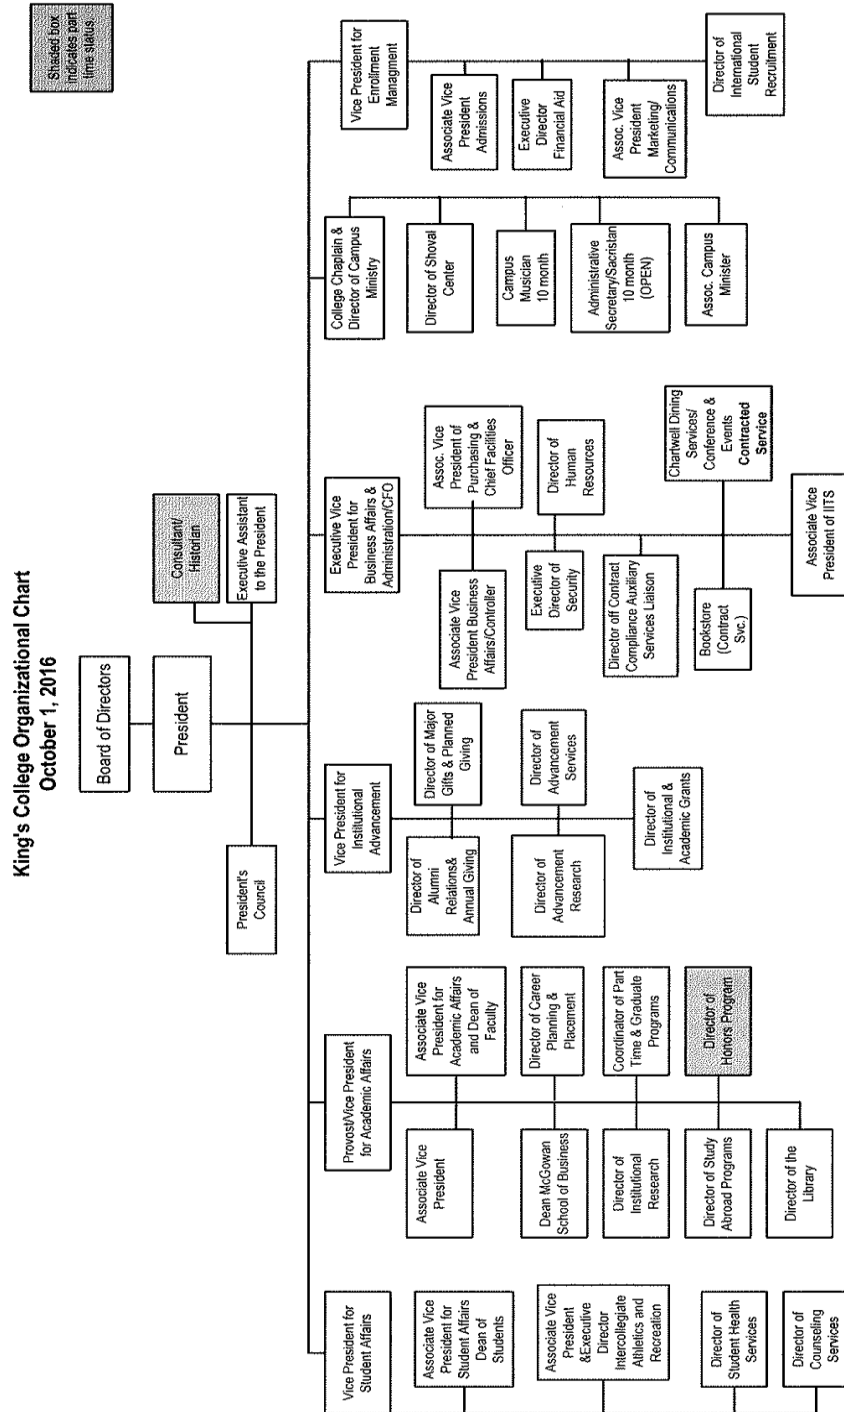 King's College Organizational Chart
October 1, 2016
Shaded box
indicates part
time status.
Board of Directors
President
President's
Council
Consultant/
Historian
Executive Assistant
to the President
Vice President for
Student Affairs
Associate Vice
President for
Student Affairs
Dean of
Students
Associate Vice
President
&Executive
Director
Intercollegiate
Athletics and
Recreation
Director of
Student Health
Services
Director of
Counseling
Services
Provost/Vice President
for Academic Affairs
Associate Vice
President
Associate Vice
President for
Academic Affairs
and Dean of
Faculty
Dean McGowan
School of Business
Director of Career
Planning &
Placement
Director of
Institutional
Research
Coordinator of Part
Time & Graduate
Programs
Director of Study
Abroad Programs
Director of
Honors Program
Director of the
Library
Vice President for
Institutional
Advancement
Director of
Alumni
Relations&
Annual Giving
Director of Major
Gifts & Planned
Giving
Director of
Advancement
Research
Director of
Advancement
Services
Director of
Institutional &
Academic Grants
Executive Vice
President for
Business Affairs &
Administration/CFO
Associate Vice
President Business
Affairs/Controller
Assoc. Vice
President of
Purchasing &
Chief Facilities
Officer
Executive
Director of
Security
Director of
Human
Resources
Director off Contract
Compliance Auxiliary
Services Liaison
Bookstore
(Contract
Svc.)
Chartwell Dining
Services/
Conference &
Events
Contracted
Service
Associate Vice
President of IITS
College Chaplain &
Director of Campus
Ministry
Director of Shoval
Center
Campus
Musician
10 month
Administrative
Secretary/Sacristan
10 month
(OPEN)
Assoc. Campus
Minister
Vice President for
Enrollment
Managment
Associate Vice
President
Admissions
Executive
Director
Financial Aid
Assoc. Vice
President
Marketing/
Communications
Director of
International
Student
Recruitment